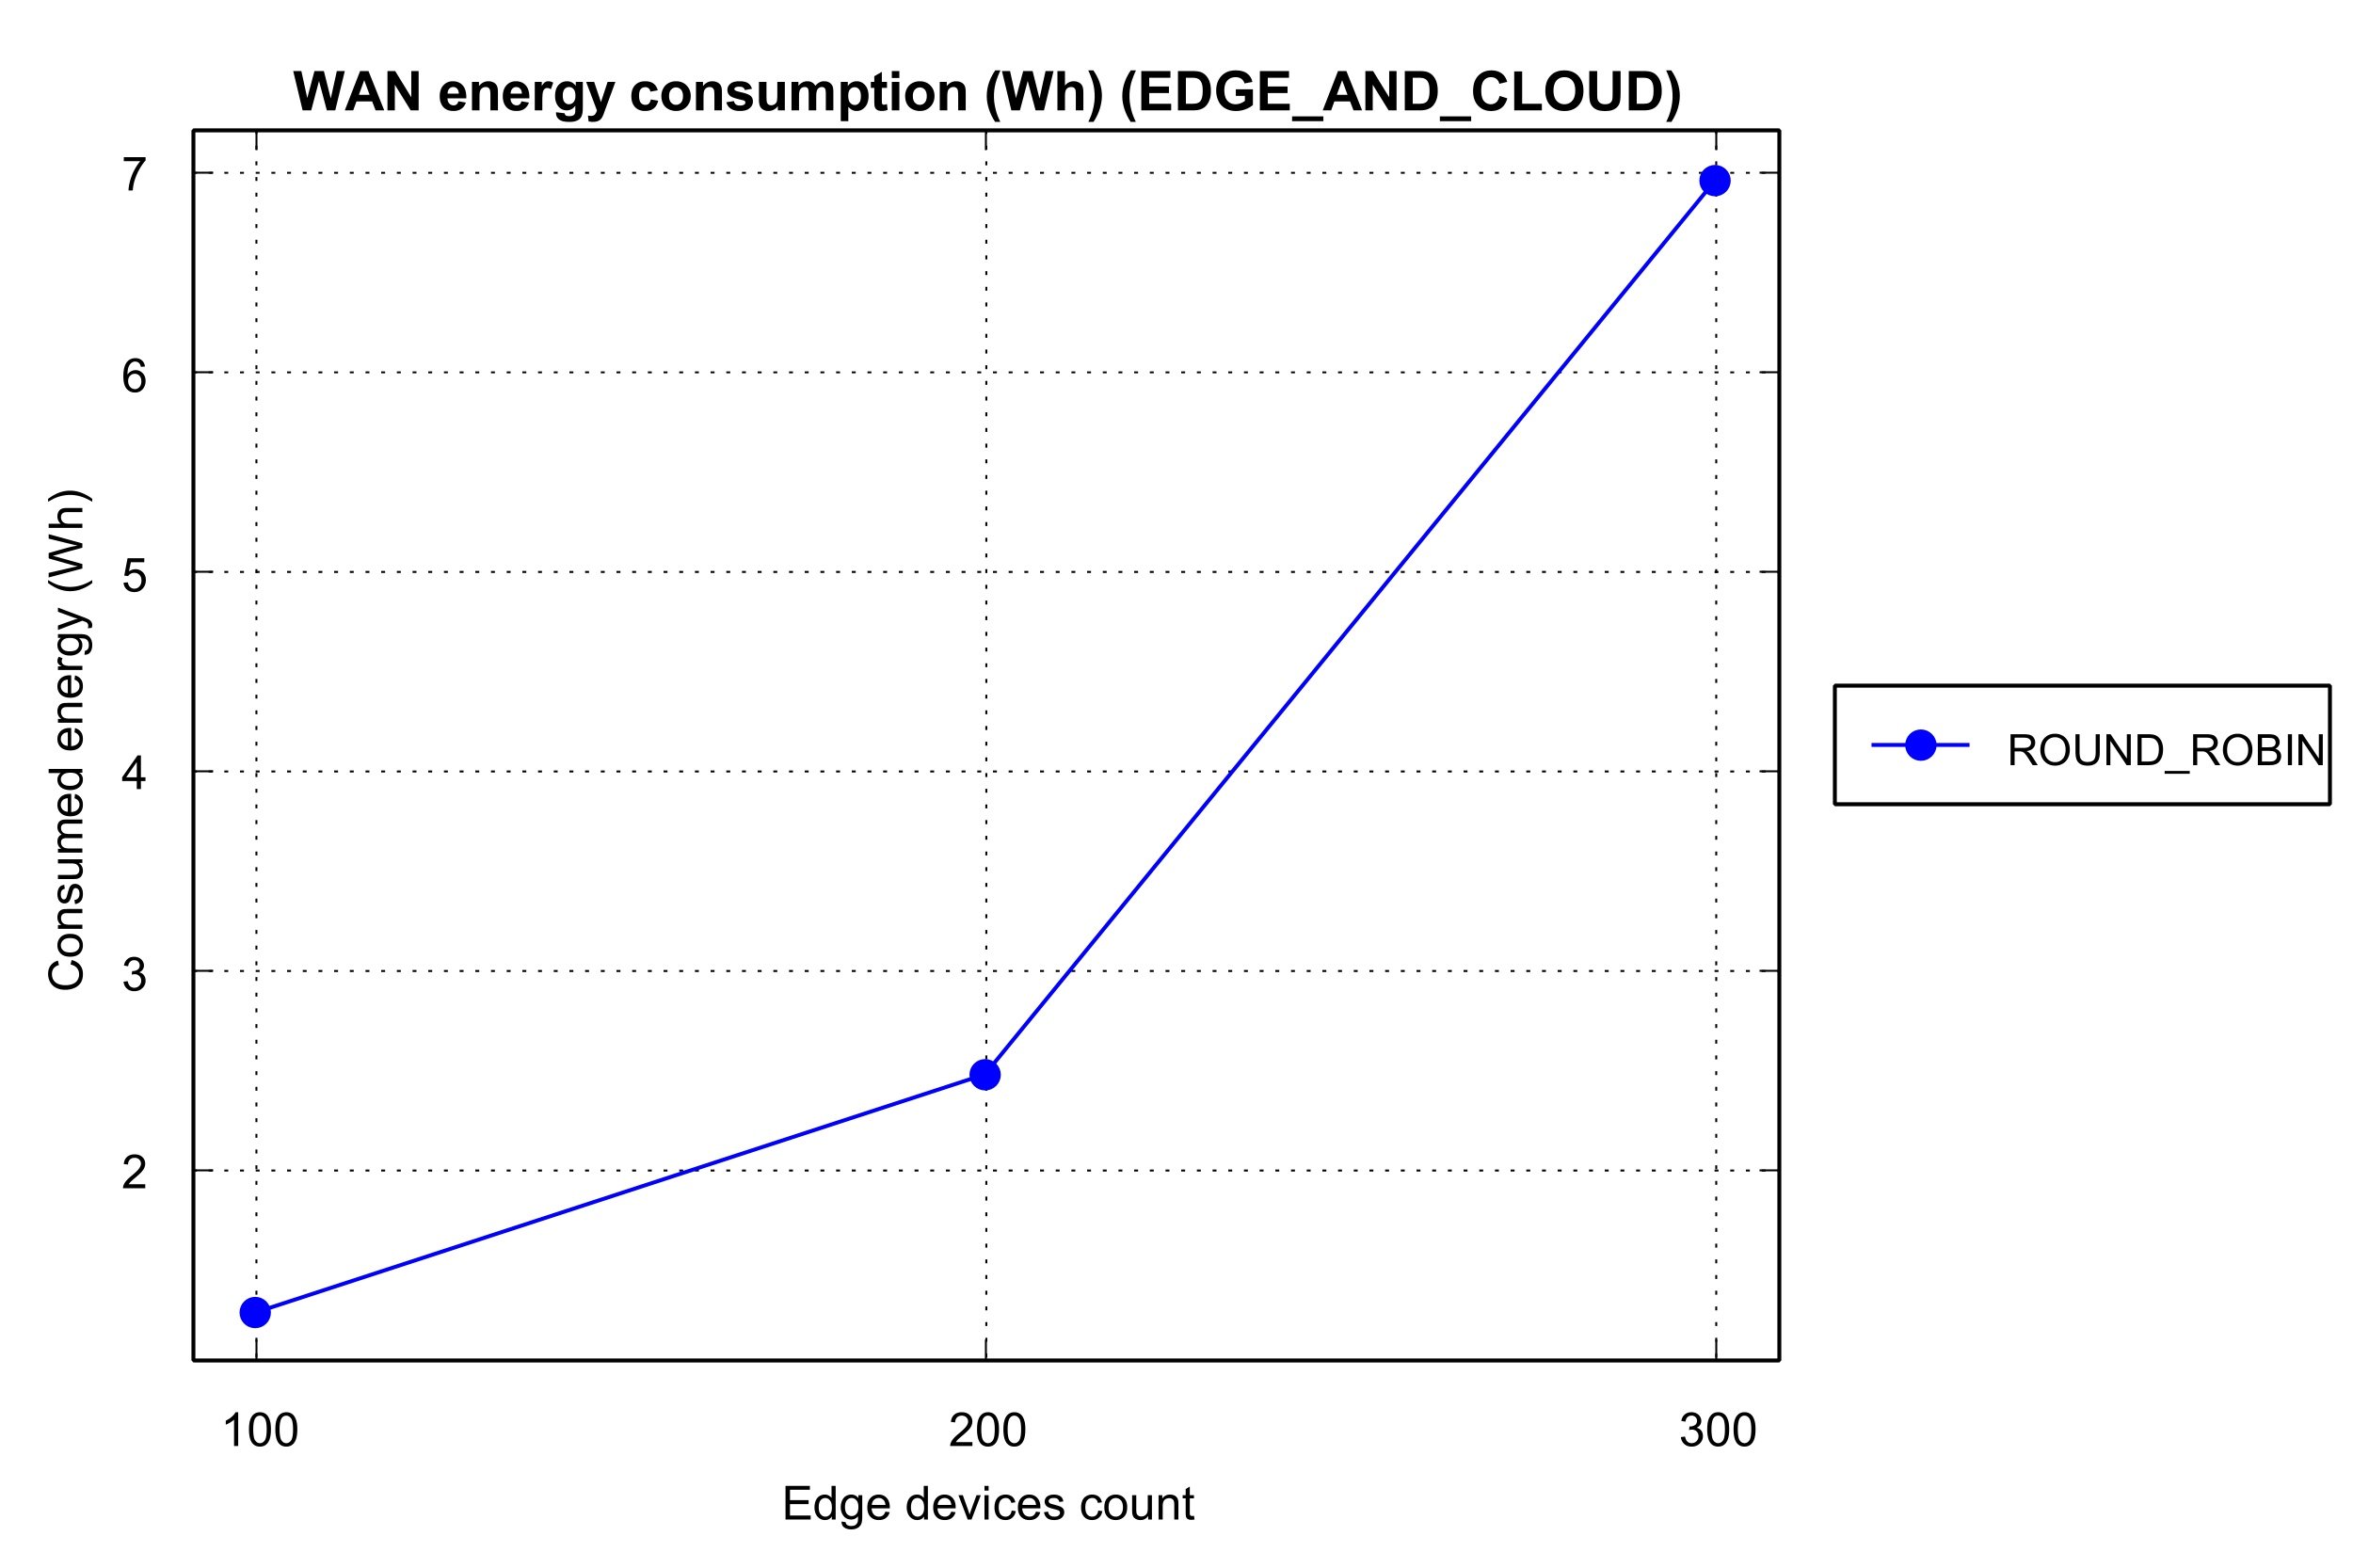 WAN energy consumption (Wh) (EDGE_AND_CLOUD)
7
6
5
4
3
2
Consumed energy (Wh)
100
200
300
Edge devices count
ROUND_ROBIN